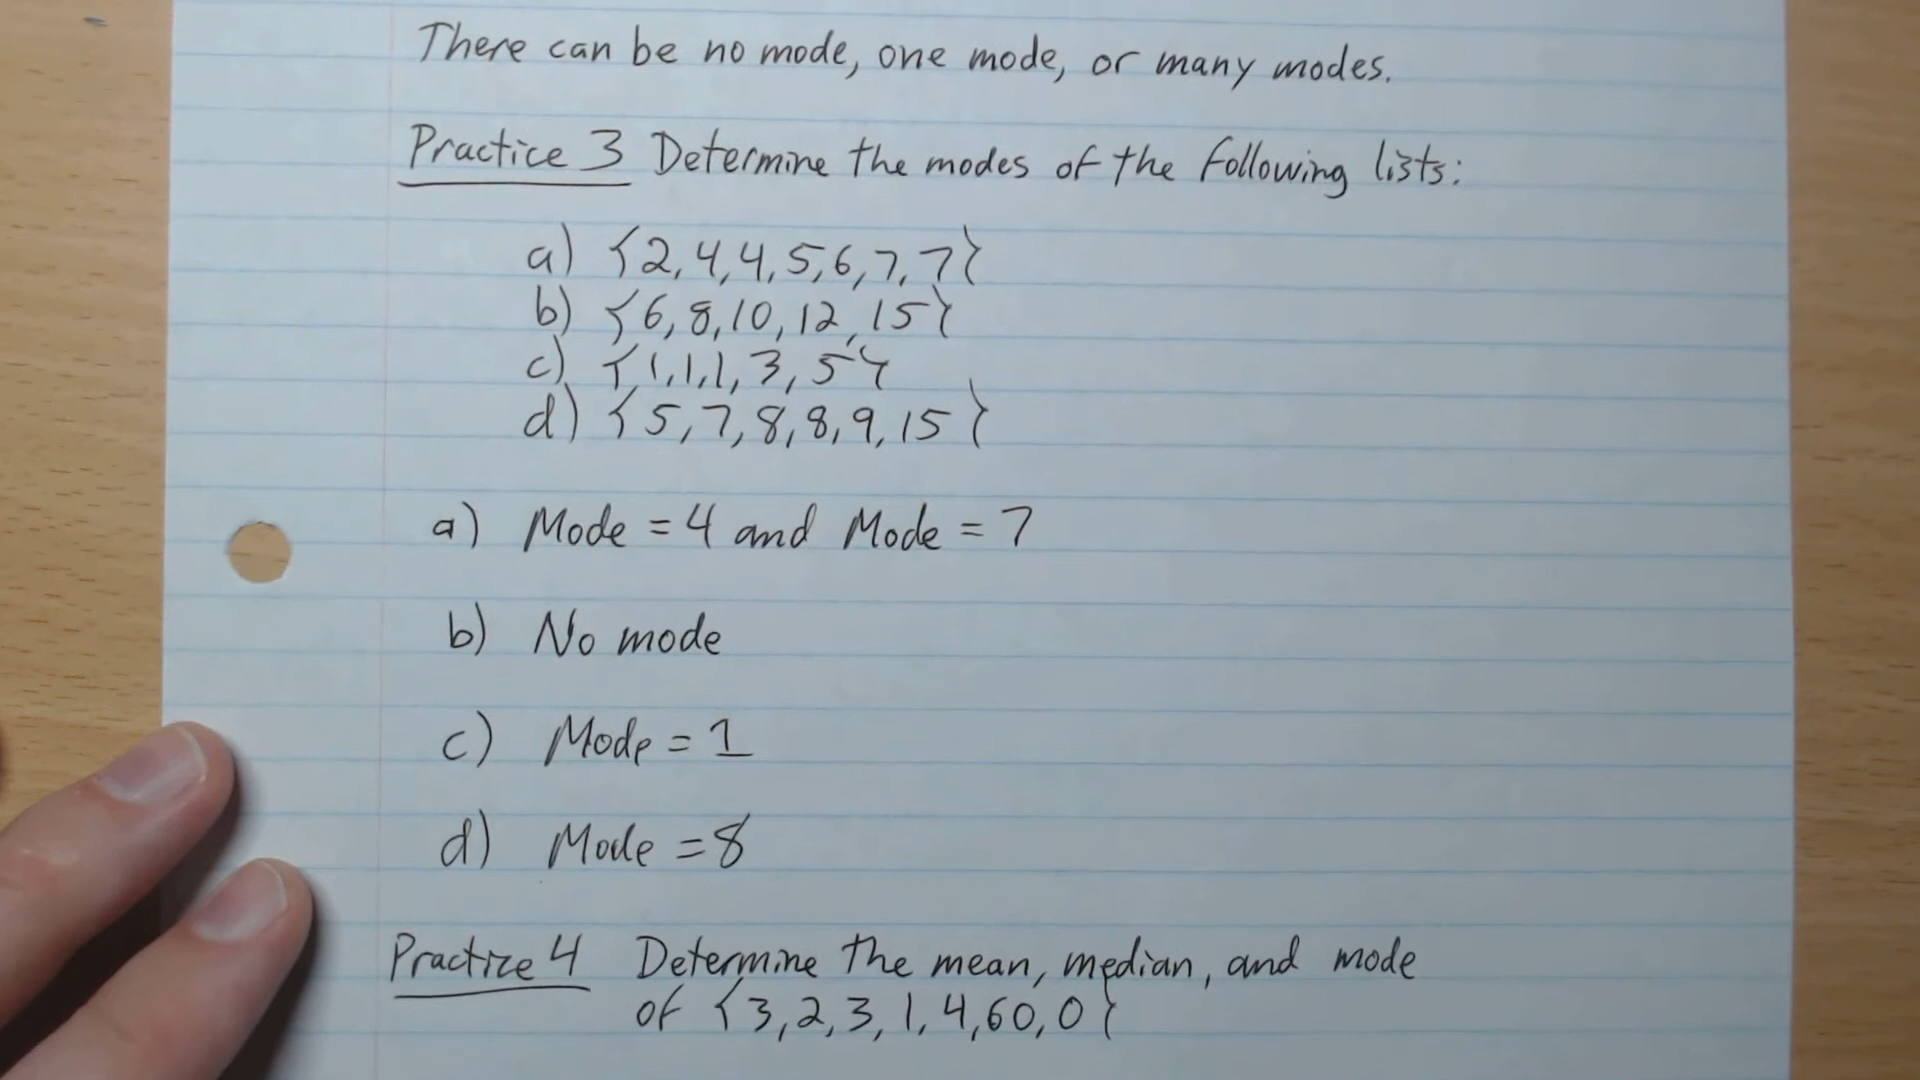 There can be no mode, one mode, or many modes.
Practice 3 Determine the modes of the following lists:
a) {2,4,4,5,6,7,7}
b) {6,8,10,12,15}
c) {1,1,1,3,5}
d) {5,7,8,8,9,15}
a) Mode = 4 and Mode = 7
b) No mode
c) Mode = 1
d) Mode = 8
Practice 4 Determine the mean, median, and mode
of {3,2,3,1,4,60,0}